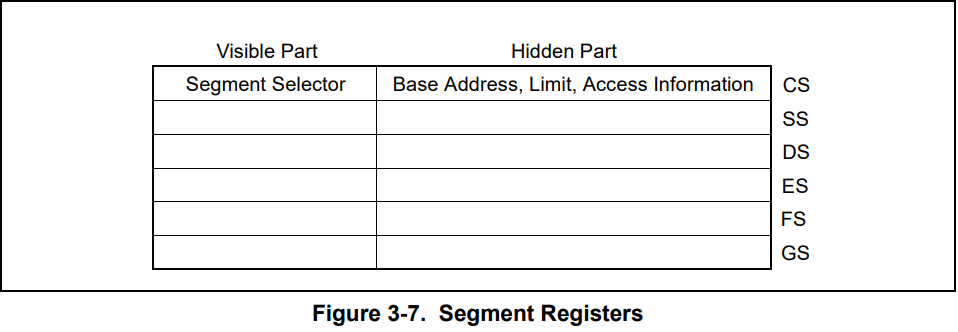 Visible Part Hidden Part
Segment Selector Base Address, Limit, Access Information CS
SS
DS
ES
FS
GS
Figure 3-7. Segment Registers